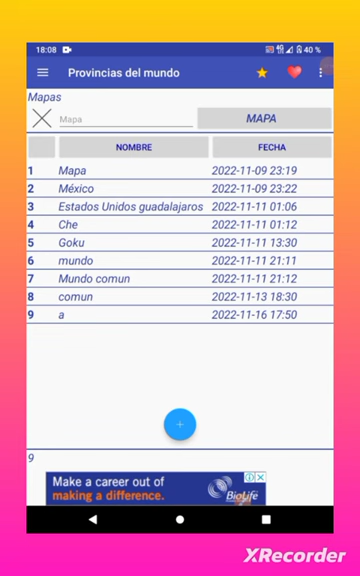 18:08 40 %
Provincias del mundo
Mapas
Mapa MAPA
NOMBRE FECHA
1 Mapa 2022-11-09 23:19
2 México 2022-11-09 23:22
3 Estados Unidos guadalajaros 2022-11-11 01:06
4 Che 2022-11-11 01:12
5 Goku 2022-11-11 13:30
6 mundo 2022-11-11 21:11
7 Mundo comun 2022-11-11 21:12
8 comun 2022-11-13 18:30
9 a 2022-11-16 17:50
9
Make a career out of
making a difference.
BioLife
XRecorder